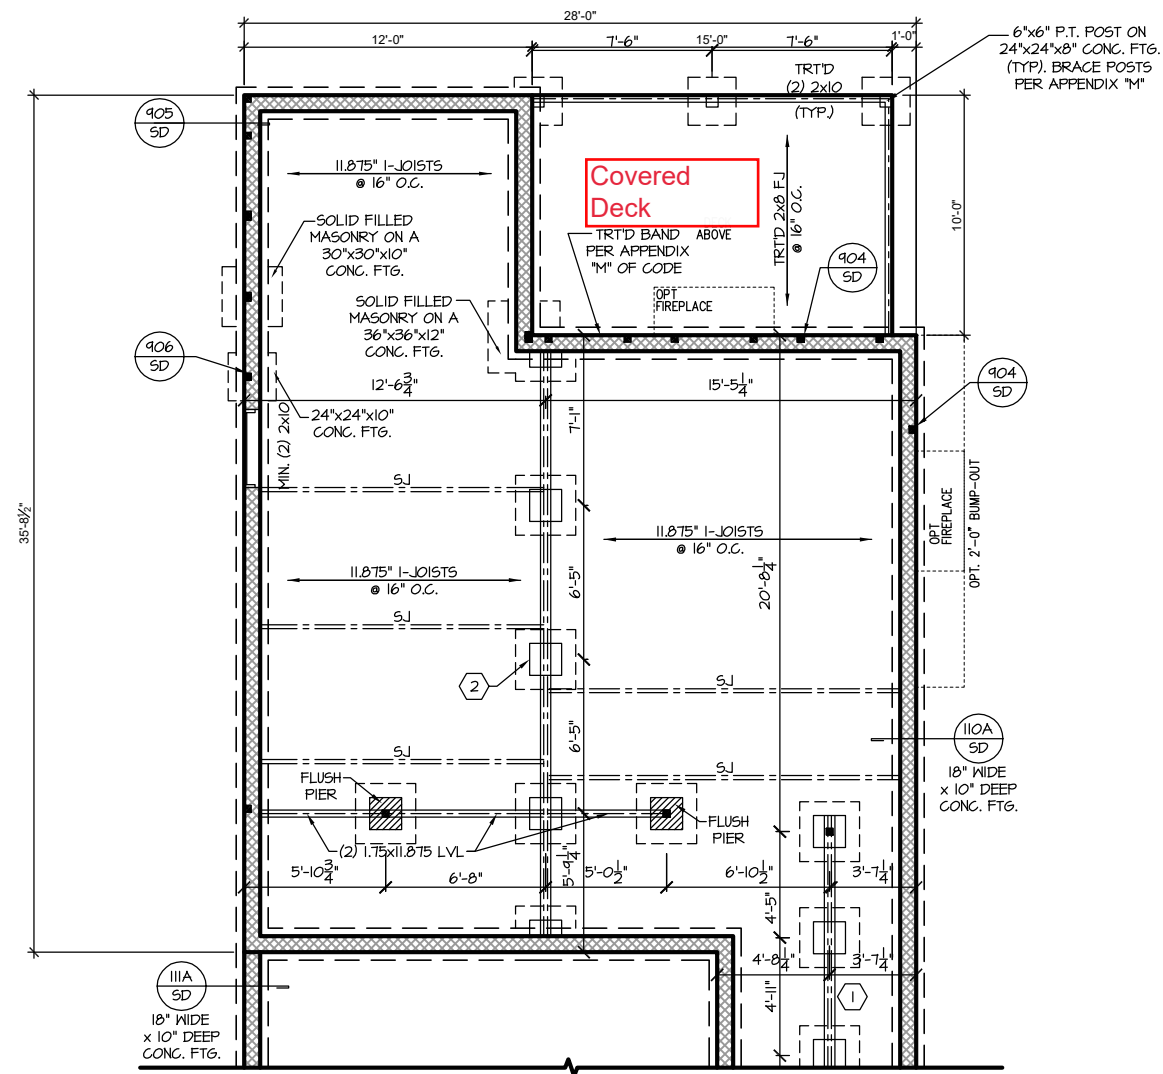 28'-0"
12'-0"
7'-6"
15'-0"
7'-6"
1'-0"
6"x6" P.T. POST ON
24"x24"x8" CONC. FTG.
(TYP). BRACE POSTS
PER APPENDIX "M"
TRT'D
(2) 2x10
(TYP.)
905
SD
11.875" I-JOISTS
@ 16" O.C.
Covered
Deck
TRT'D 2x8 FJ
@ 16" O.C.
10'-0"
SOLID FILLED
MASONRY ON A
30"x30"x10"
CONC. FTG.
TRT'D BAND
PER APPENDIX
"M" OF CODE
ABOVE
904
SD
OPT
FIREPLACE
SOLID FILLED
MASONRY ON A
36"x36"x12"
CONC. FTG.
906
SD
12'-6 3/4"
15'-5 1/4"
904
SD
24"x24"x10"
CONC. FTG.
MIN. (2) 2x10
7'-1"
SJ
35'-8 1/2"
11.875" I-JOISTS
@ 16" O.C.
OPT
FIREPLACE
OPT. 2'-0" BUMP-OUT
11.875" I-JOISTS
@ 16" O.C.
6'-5"
20'-8 1/4"
SJ
2
SJ
6'-5"
110A
SD
18" WIDE
x 10" DEEP
CONC. FTG.
SJ
SJ
FLUSH
PIER
FLUSH
PIER
(2) 1.75x11.875 LVL
5'-9 1/4"
5'-10 3/4"
6'-8"
5'-0 1/2"
6'-10 1/2"
3'-7 1/4"
4'-5"
4'-8 1/4"
3'-7 1/4"
4'-11"
1
111A
SD
18" WIDE
x 10" DEEP
CONC. FTG.